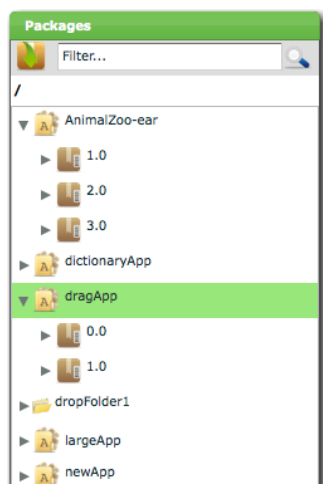 Packages
Filter...
/
AnimalZoo-ear
1.0
2.0
3.0
dictionaryApp
dragApp
0.0
1.0
dropFolder1
largeApp
newApp